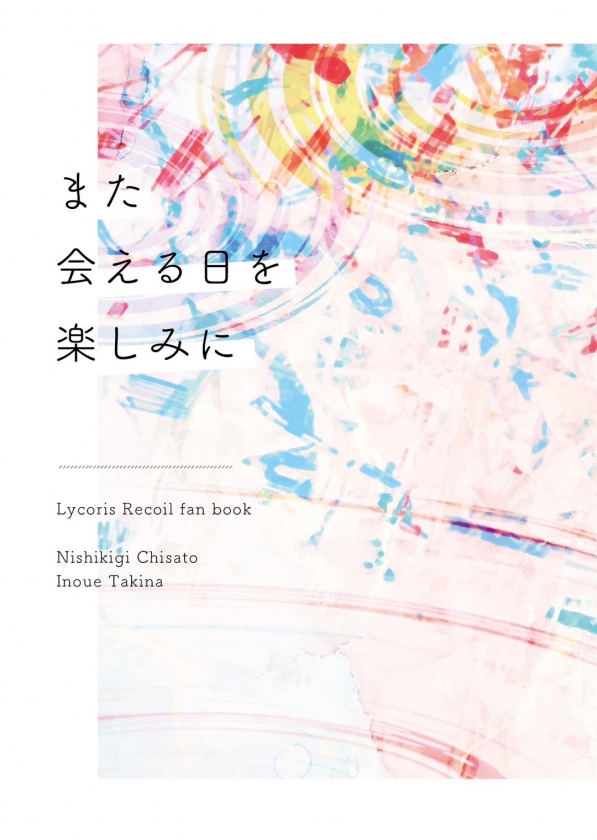 また
会える日を
楽しみに
Lycoris Recoil fan book
Nishikigi Chisato
Inoue Takina